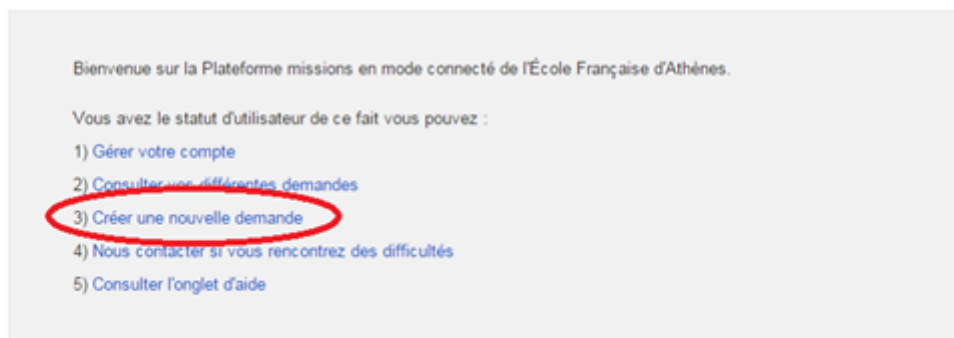 Bienvenue sur la Plateforme missions en mode connecté de l'École Française d'Athènes.
Vous avez le statut d'utilisateur de ce fait vous pouvez :
1) Gérer votre compte
2) Consulter vos différentes demandes
3) Créer une nouvelle demande
4) Nous contacter si vous rencontrez des difficultés
5) Consulter l'onglet d'aide